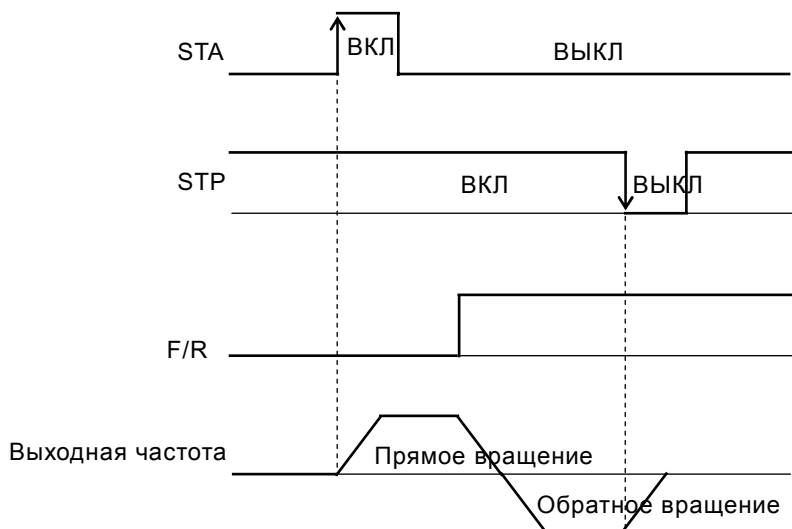 STA
ВКЛ
ВЫКЛ
STP
ВКЛ
ВЫКЛ
F/R
Выходная частота
Прямое вращение
Обратное вращение